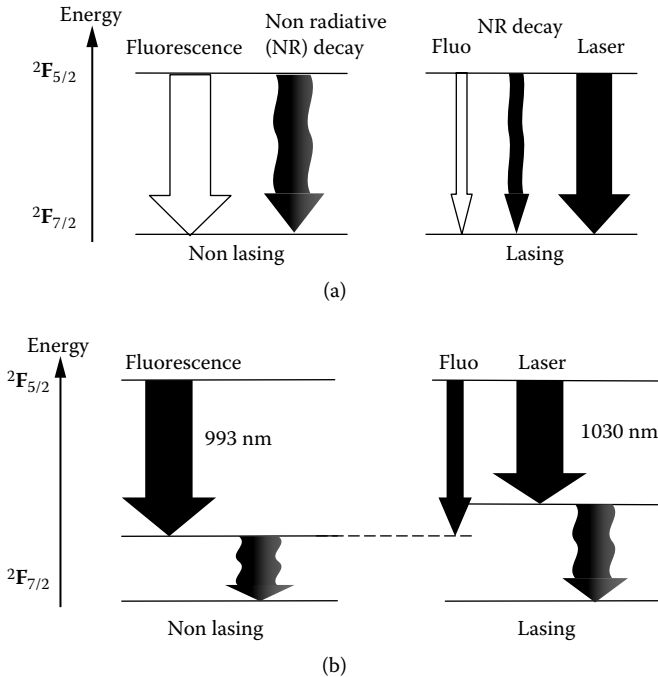 Energy
Fluorescence
Non radiative
(NR) decay
Fluo
NR decay
Laser
²F₅/₂
²F₇/₂
Non lasing
Lasing
(a)
Energy
Fluorescence
Fluo
Laser
²F₅/₂
993 nm
1030 nm
²F₇/₂
Non lasing
Lasing
(b)